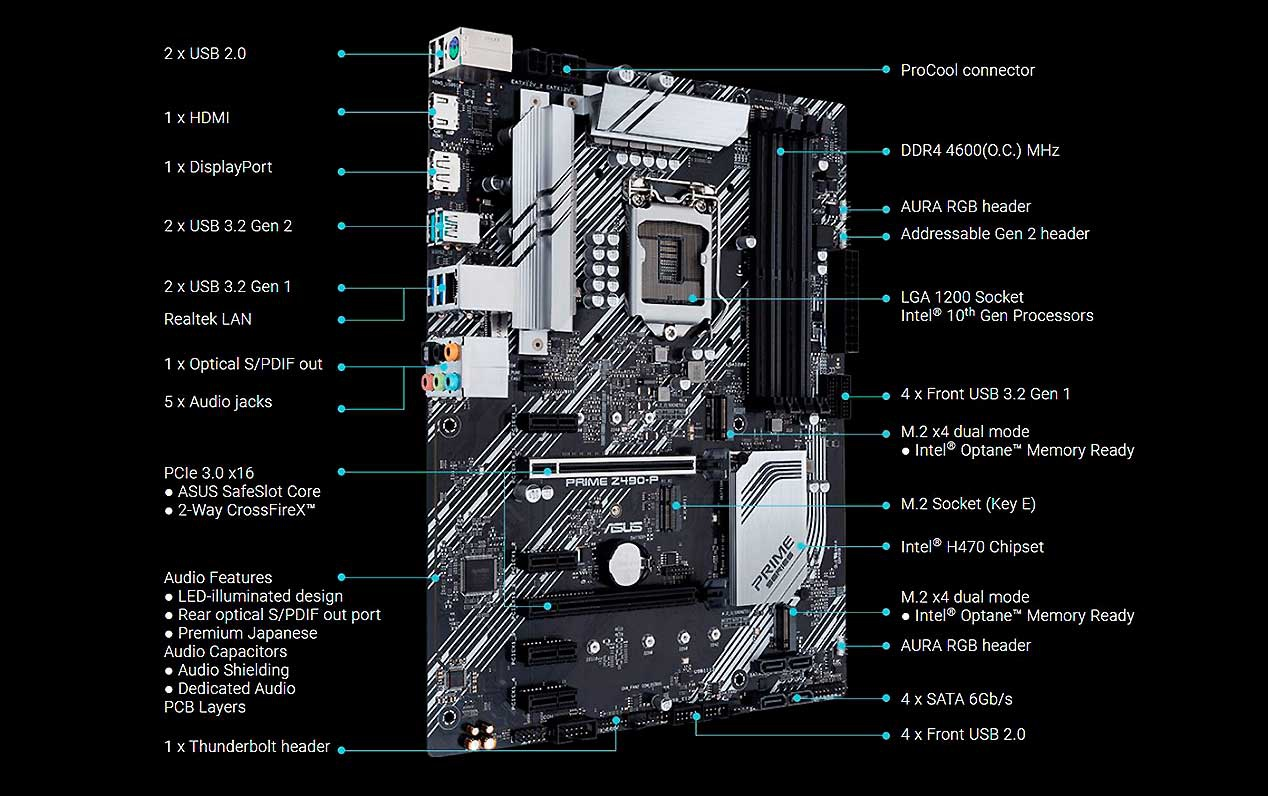 2 x USB 2.0
1 x HDMI
1 x DisplayPort
2 x USB 3.2 Gen 2
2 x USB 3.2 Gen 1
Realtek LAN
1 x Optical S/PDIF out
5 x Audio jacks
PCIe 3.0 x16
● ASUS SafeSlot Core
● 2-Way CrossFireX™
Audio Features
● LED-illuminated design
● Rear optical S/PDIF out port
● Premium Japanese
Audio Capacitors
● Audio Shielding
● Dedicated Audio
PCB Layers
1 x Thunderbolt header
EATX12V_2 EATX12V_1
PRIME Z490-P
ASUS
PRIME
SERIES
ProCool connector
DDR4 4600(O.C.) MHz
AURA RGB header
Addressable Gen 2 header
LGA 1200 Socket
Intel® 10th Gen Processors
4 x Front USB 3.2 Gen 1
M.2 x4 dual mode
● Intel® Optane™ Memory Ready
M.2 Socket (Key E)
Intel® H470 Chipset
M.2 x4 dual mode
● Intel® Optane™ Memory Ready
AURA RGB header
4 x SATA 6Gb/s
4 x Front USB 2.0